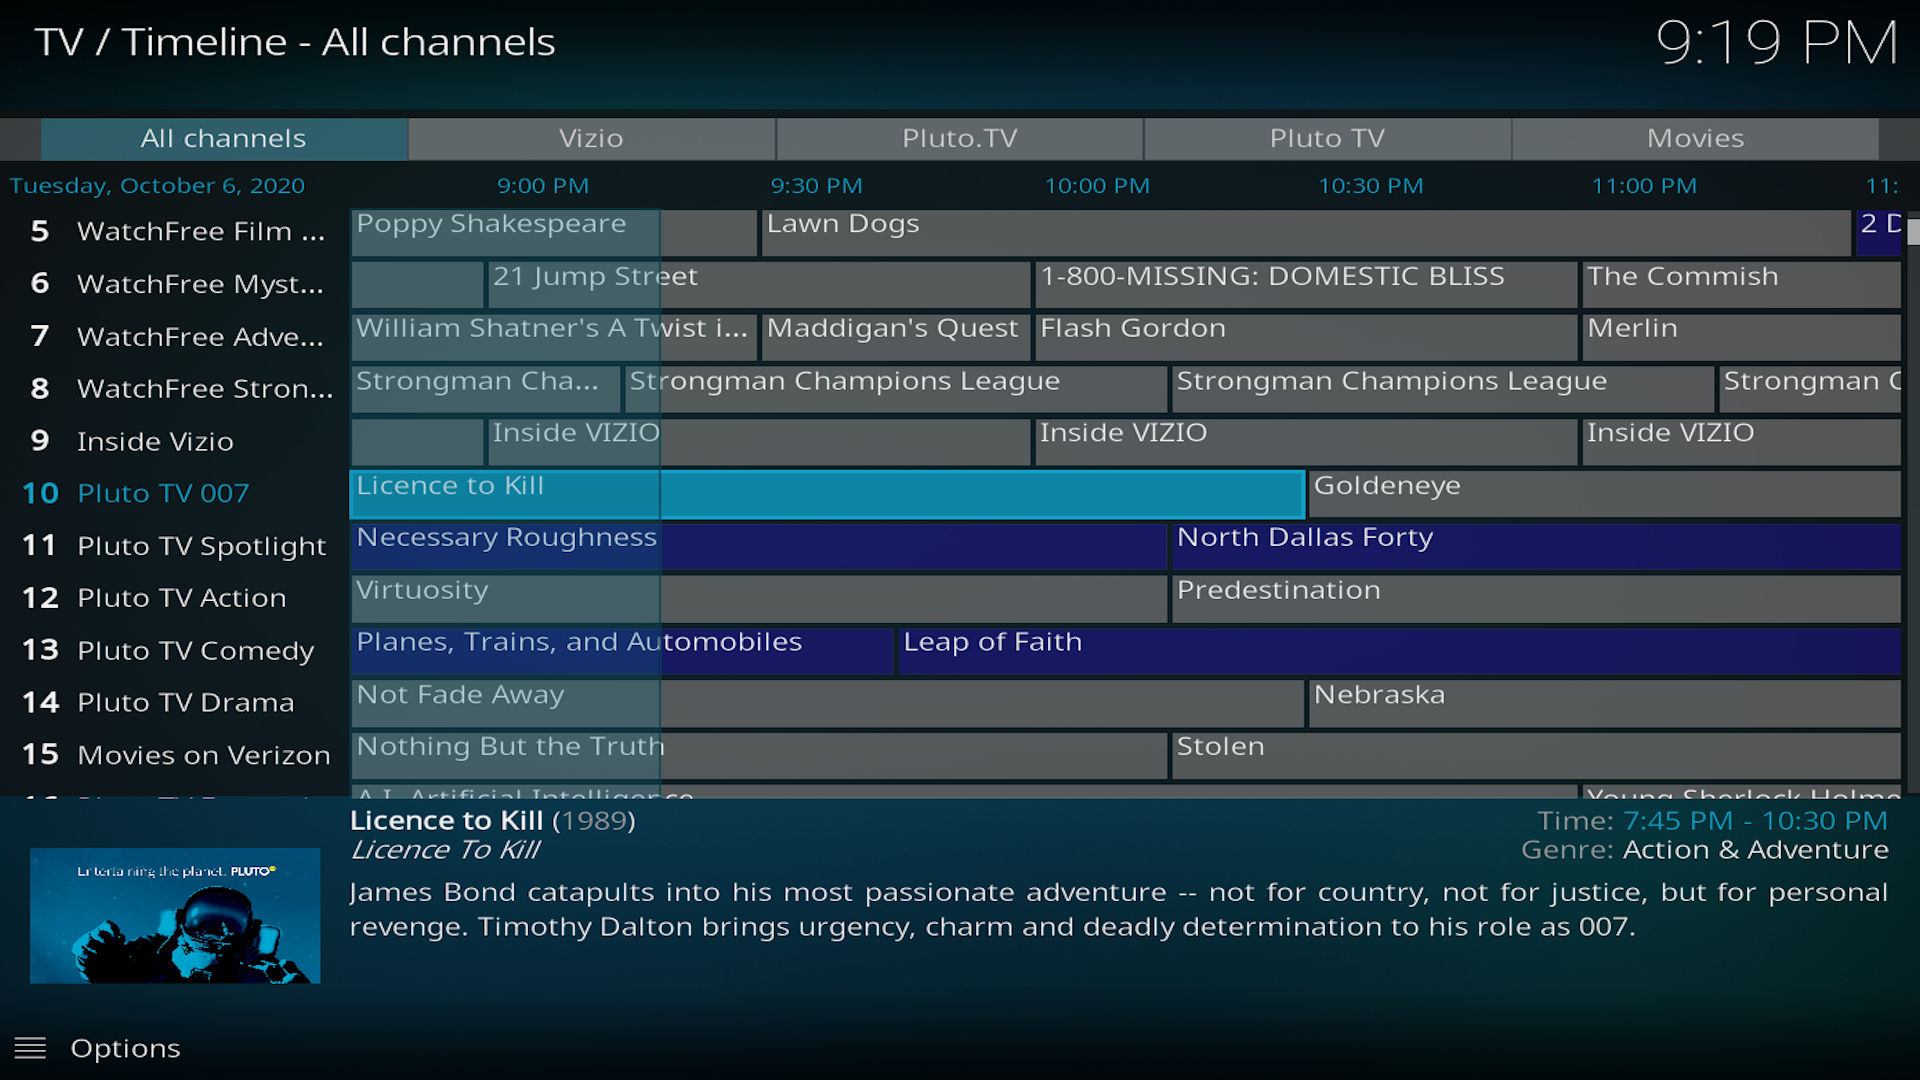 TV / Timeline - All channels
9:19 PM
All channels Vizio Pluto.TV Pluto TV Movies
Tuesday, October 6, 2020 9:00 PM 9:30 PM 10:00 PM 10:30 PM 11:00 PM 11:
5 WatchFree Film ... Poppy Shakespeare Lawn Dogs 2 D
6 WatchFree Myst... 21 Jump Street 1-800-MISSING: DOMESTIC BLISS The Commish
7 WatchFree Adve... William Shatner's A Twist i... Maddigan's Quest Flash Gordon Merlin
8 WatchFree Stron... Strongman Cha... Strongman Champions League Strongman Champions League Strongman C
9 Inside Vizio Inside VIZIO Inside VIZIO Inside VIZIO
10 Pluto TV 007 Licence to Kill Goldeneye
11 Pluto TV Spotlight Necessary Roughness North Dallas Forty
12 Pluto TV Action Virtuosity Predestination
13 Pluto TV Comedy Planes, Trains, and Automobiles Leap of Faith
14 Pluto TV Drama Not Fade Away Nebraska
15 Movies on Verizon Nothing But the Truth Stolen
A.I. Artificial Intelligence Young Sherlock Holme
Licence to Kill (1989)
Licence To Kill
Time: 7:45 PM - 10:30 PM
Genre: Action & Adventure
James Bond catapults into his most passionate adventure -- not for country, not for justice, but for personal
revenge. Timothy Dalton brings urgency, charm and deadly determination to his role as 007.
Entertaining the planet. PLUTO
Options